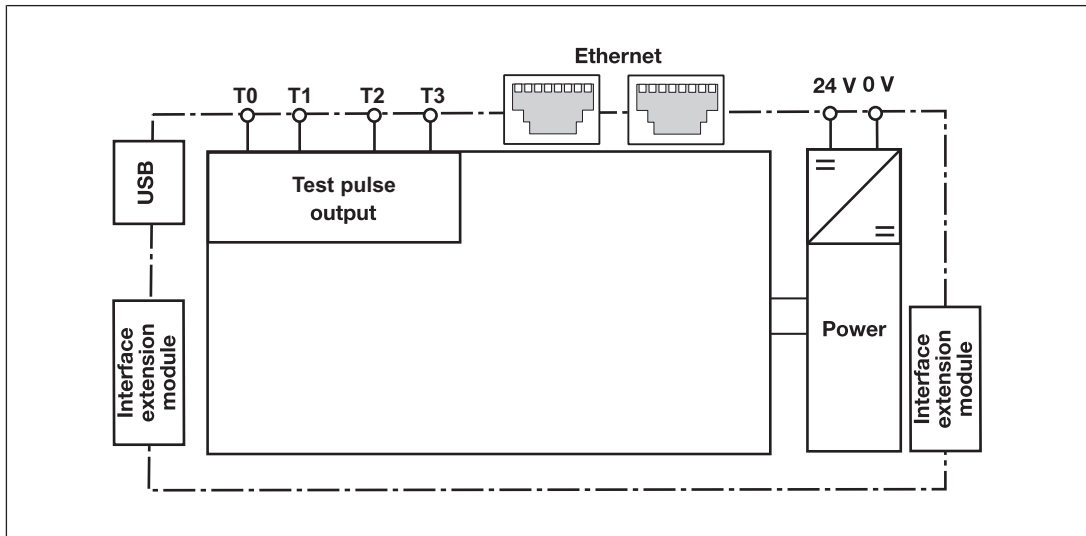 Ethernet
T0 T1 T2 T3
24 V 0 V
USB
Test pulse
output
Interface
extension
module
Power
Interface
extension
module